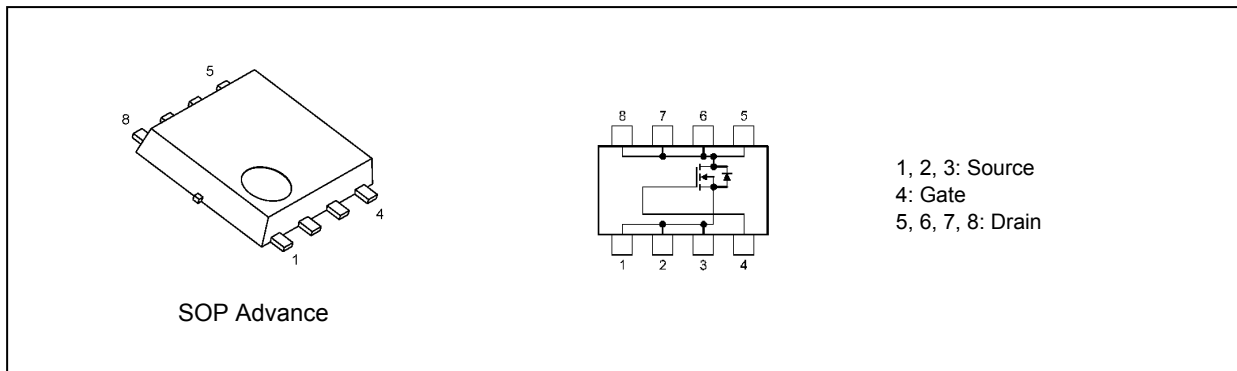 5
8
4
1
SOP Advance
8 7 6 5
1 2 3 4
1, 2, 3: Source
4: Gate
5, 6, 7, 8: Drain